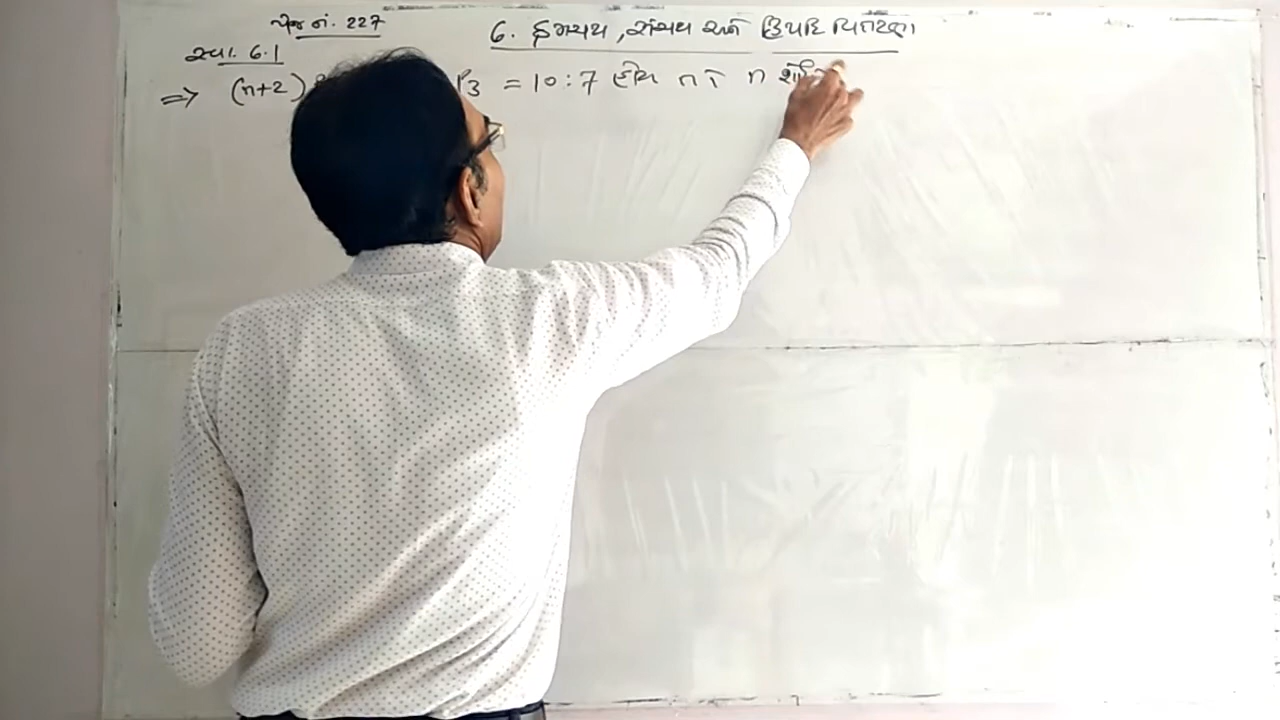 પેજ નં. 227
6. ક્રમચય, સંચય અને દ્વિપદિ વિતરણ
સ્વા. 6.1
⇒ (n+2) P3 = 10:7 હોય તો n